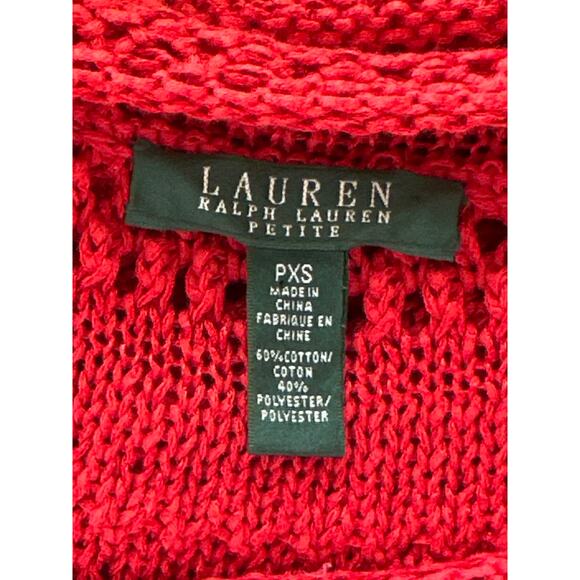 LAUREN
RALPH LAUREN
PETITE
PXS
MADE IN
CHINA
FABRIQUE EN
CHINE
60%COTTON/
COTON
40%
POLYESTER/
POLYESTER